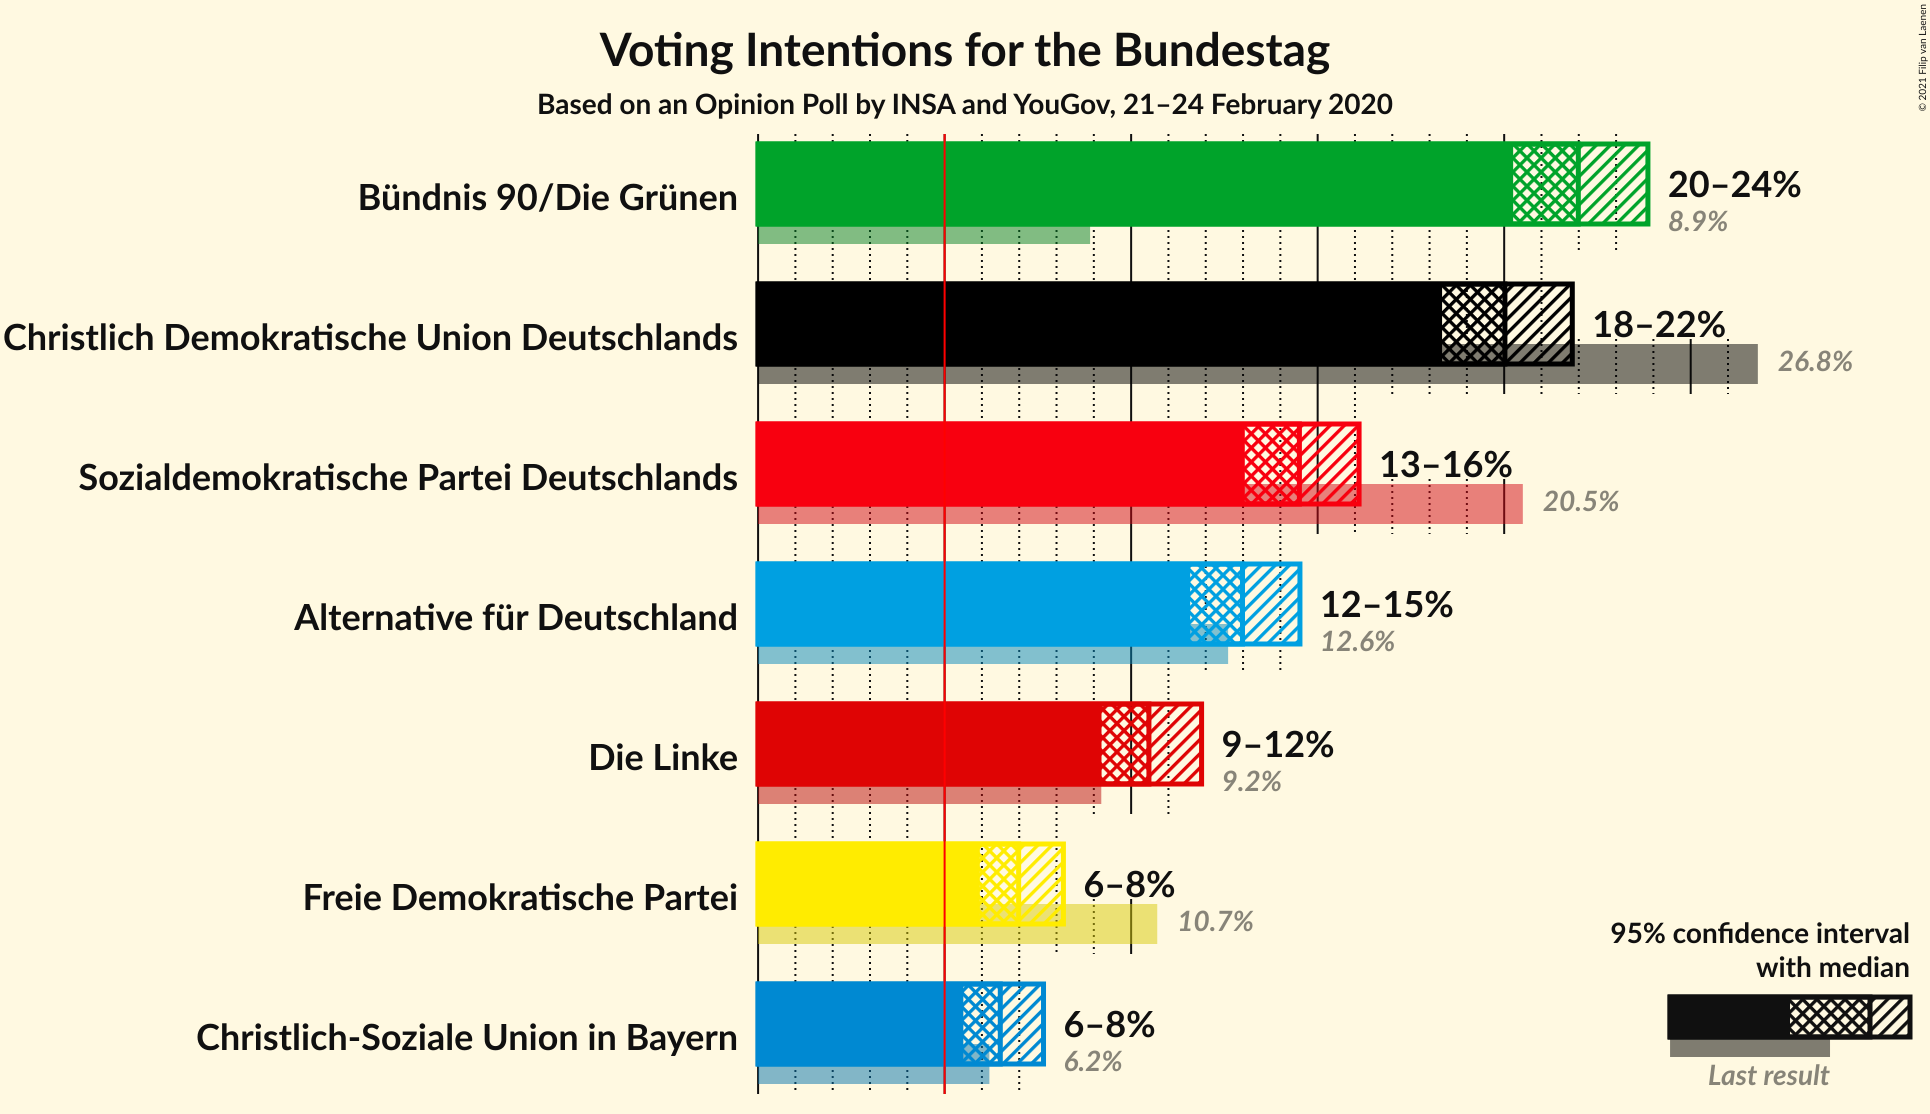 Voting Intentions for the Bundestag
Based on an Opinion Poll by INSA and YouGov, 21–24 February 2020
© 2021 Filip van Laenen
Bündnis 90/Die Grünen
20–24%
8.9%
Christlich Demokratische Union Deutschlands
18–22%
26.8%
Sozialdemokratische Partei Deutschlands
13–16%
20.5%
Alternative für Deutschland
12–15%
12.6%
Die Linke
9–12%
9.2%
Freie Demokratische Partei
6–8%
10.7%
Christlich-Soziale Union in Bayern
6–8%
6.2%
95% confidence interval
with median
Last result